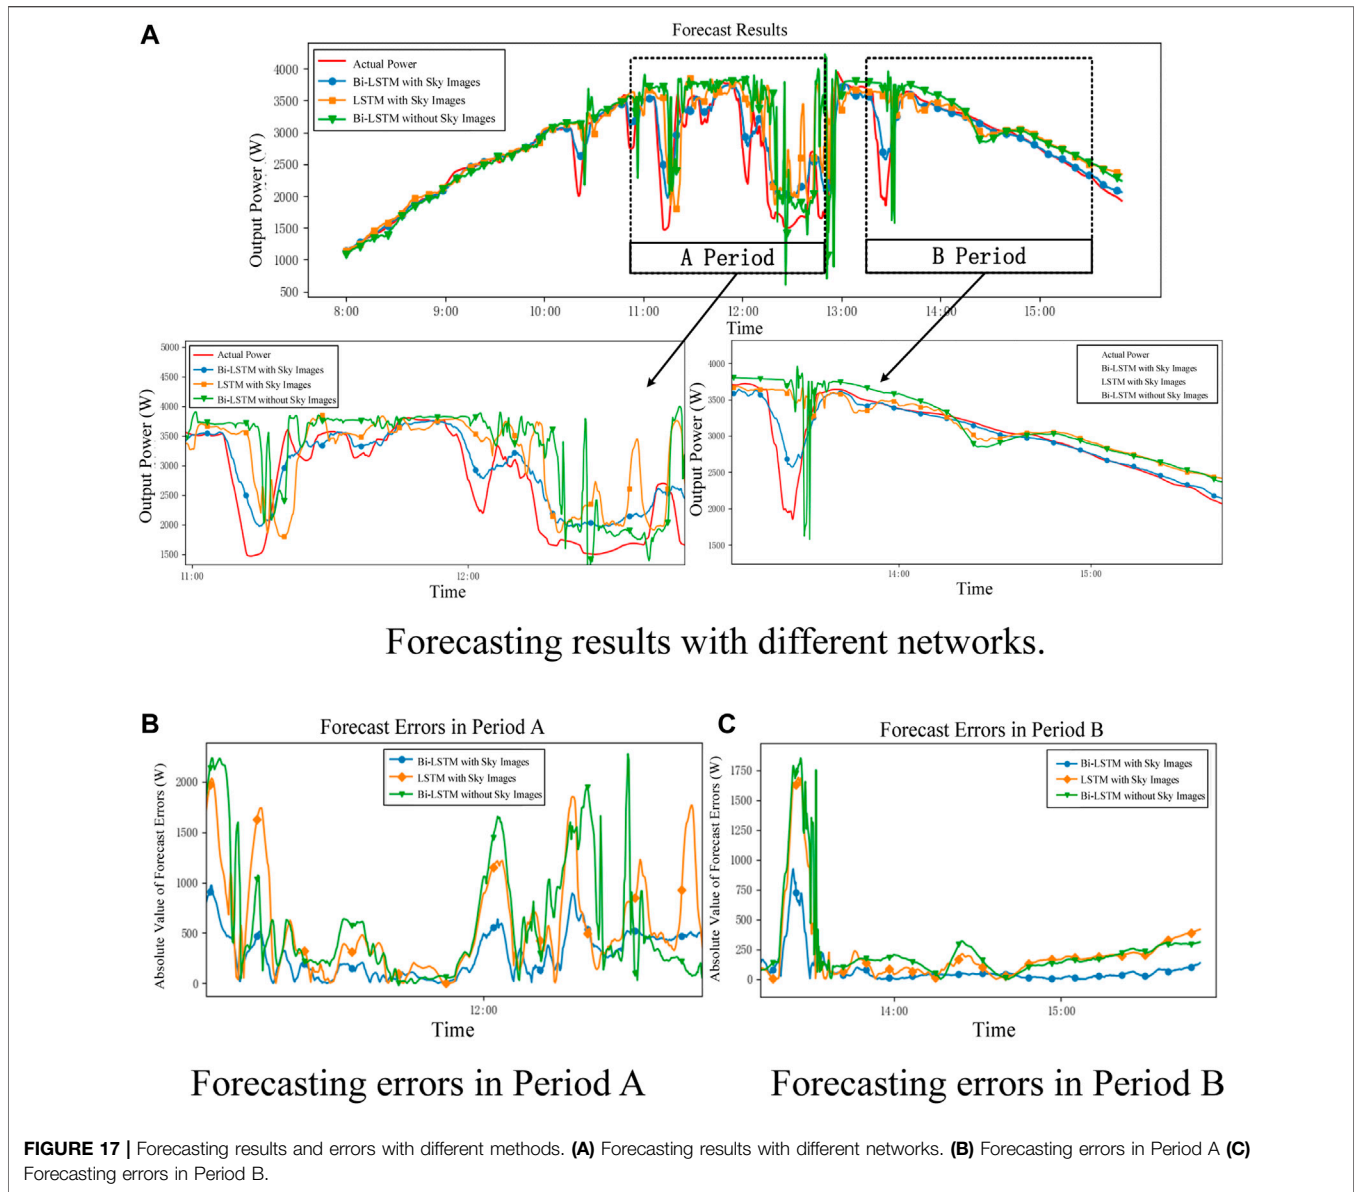 A
Forecast Results
Actual Power
Bi-LSTM with Sky Images
LSTM with Sky Images
Bi-LSTM without Sky Images
Output Power (W)
4000
3500
3000
2500
2000
1500
1000
500
A Period
B Period
8:00 9:00 10:00 11:00 12:00 13:00 14:00 15:00
Time
Actual Power
Bi-LSTM with Sky Images
LSTM with Sky Images
Bi-LSTM without Sky Images
Output Power (W)
5000
4500
4000
3500
3000
2500
2000
1500
11:00 12:00
Time
Actual Power
Bi-LSTM with Sky Images
LSTM with Sky Images
Bi-LSTM without Sky Images
Output Power (W)
4000
3500
3000
2500
2000
1500
14:00 15:00
Time
Forecasting results with different networks.
B
Forecast Errors in Period A
Bi-LSTM with Sky Images
LSTM with Sky Images
Bi-LSTM without Sky Images
Absolute Value of Forecast Errors (W)
2000
1500
1000
500
0
12:00
Time
Forecasting errors in Period A
C
Forecast Errors in Period B
Bi-LSTM with Sky Images
LSTM with Sky Images
Bi-LSTM without Sky Images
Absolute Value of Forecast Errors (W)
1750
1500
1250
1000
750
500
250
0
14:00 15:00
Time
Forecasting errors in Period B
FIGURE 17 | Forecasting results and errors with different methods. (A) Forecasting results with different networks. (B) Forecasting errors in Period A (C)
Forecasting errors in Period B.